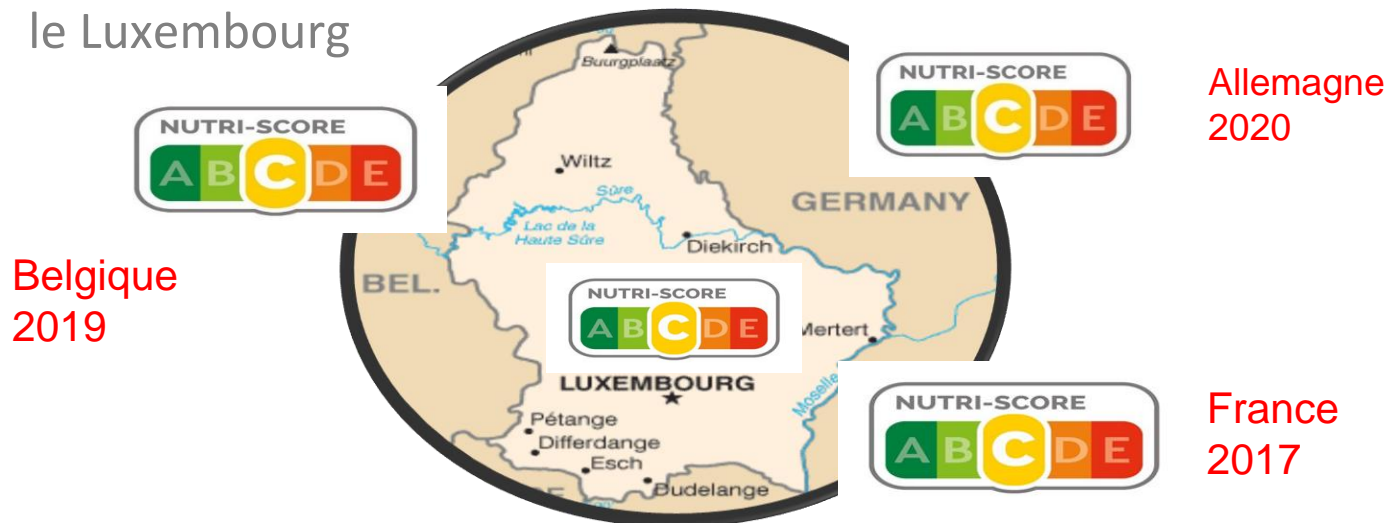 le Luxembourg
Buurgplaatz
NUTRI-SCORE
A B C D E
Allemagne
2020
NUTRI-SCORE
A B C D E
Wiltz
Sûre
GERMANY
Lac de la
Haute Sûre
Diekirch
Belgique
2019
BEL.
NUTRI-SCORE
A B C D E
Mertert
LUXEMBOURG
Moselle
NUTRI-SCORE
A B C D E
France
2017
Pétange
Differdange
Esch
Dudelange